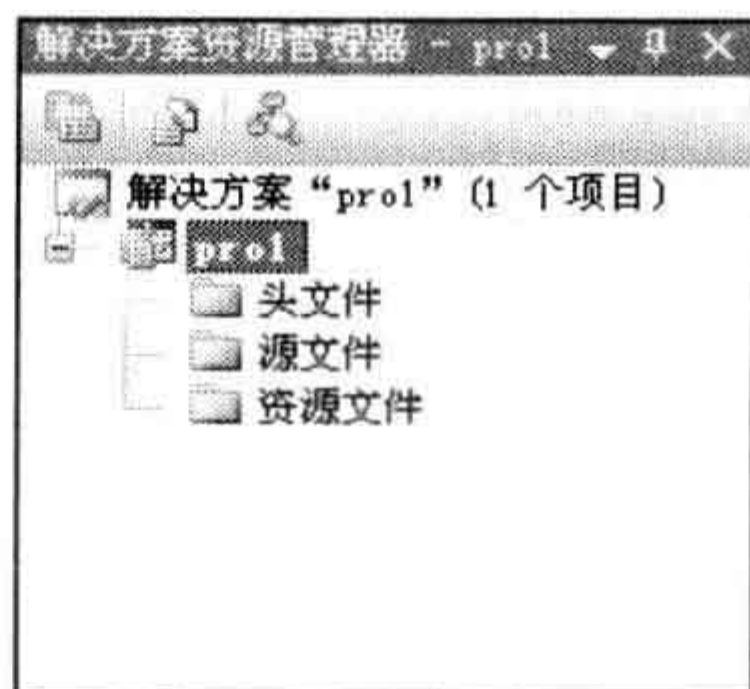 解决方案资源管理器 - pro1
解决方案“pro1”(1 个项目)
pro1
头文件
源文件
资源文件